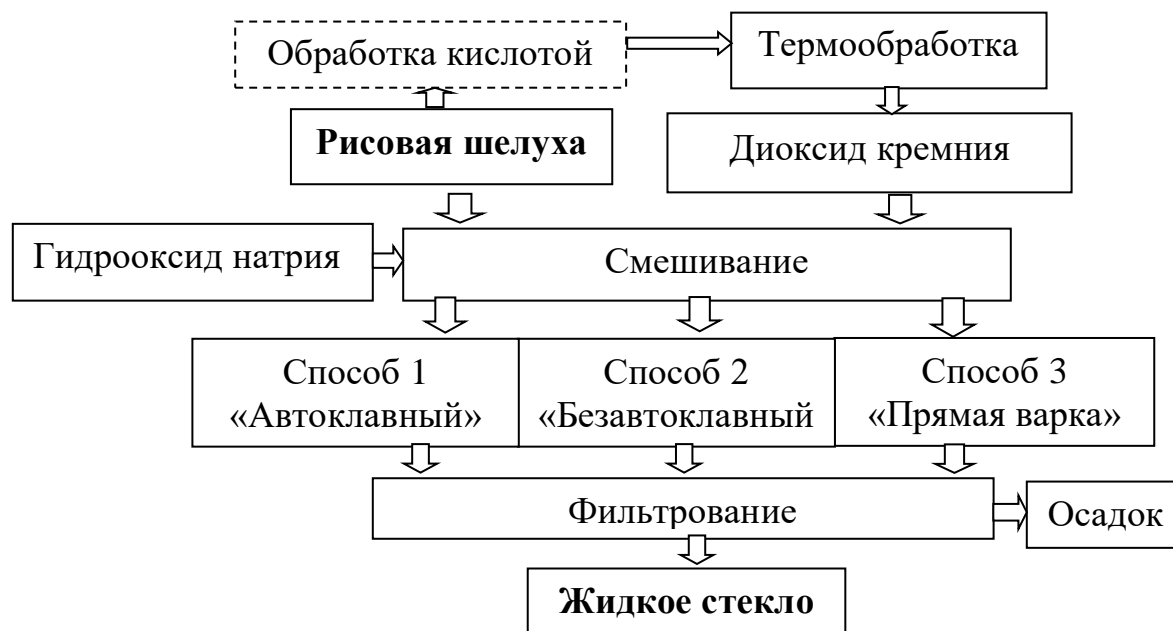 Обработка кислотой
Термообработка
Рисовая шелуха
Диоксид кремния
Гидрооксид натрия
Смешивание
Способ 1
«Автоклавный»
Способ 2
«Безавтоклавный
Способ 3
«Прямая варка»
Фильтрование
Осадок
Жидкое стекло